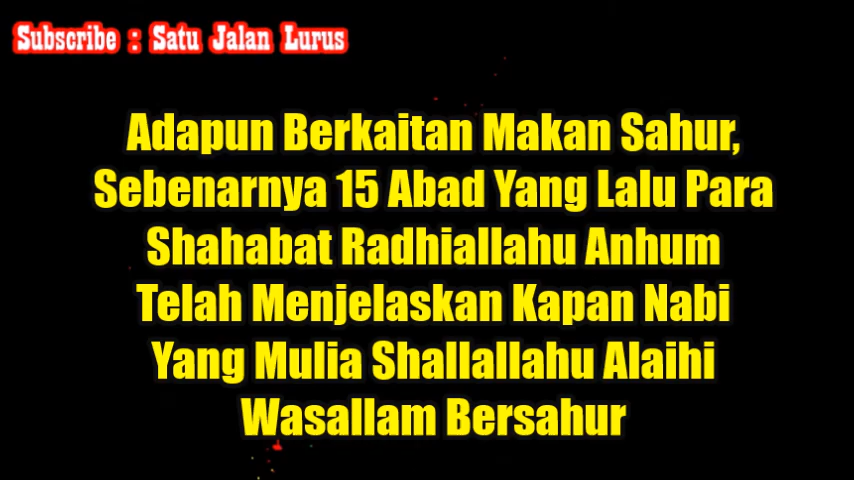 Subscribe : Satu Jalan Lurus
Adapun Berkaitan Makan Sahur,
Sebenarnya 15 Abad Yang Lalu Para
Shahabat Radhiallahu Anhum
Telah Menjelaskan Kapan Nabi
Yang Mulia Shallallahu Alaihi
Wasallam Bersahur